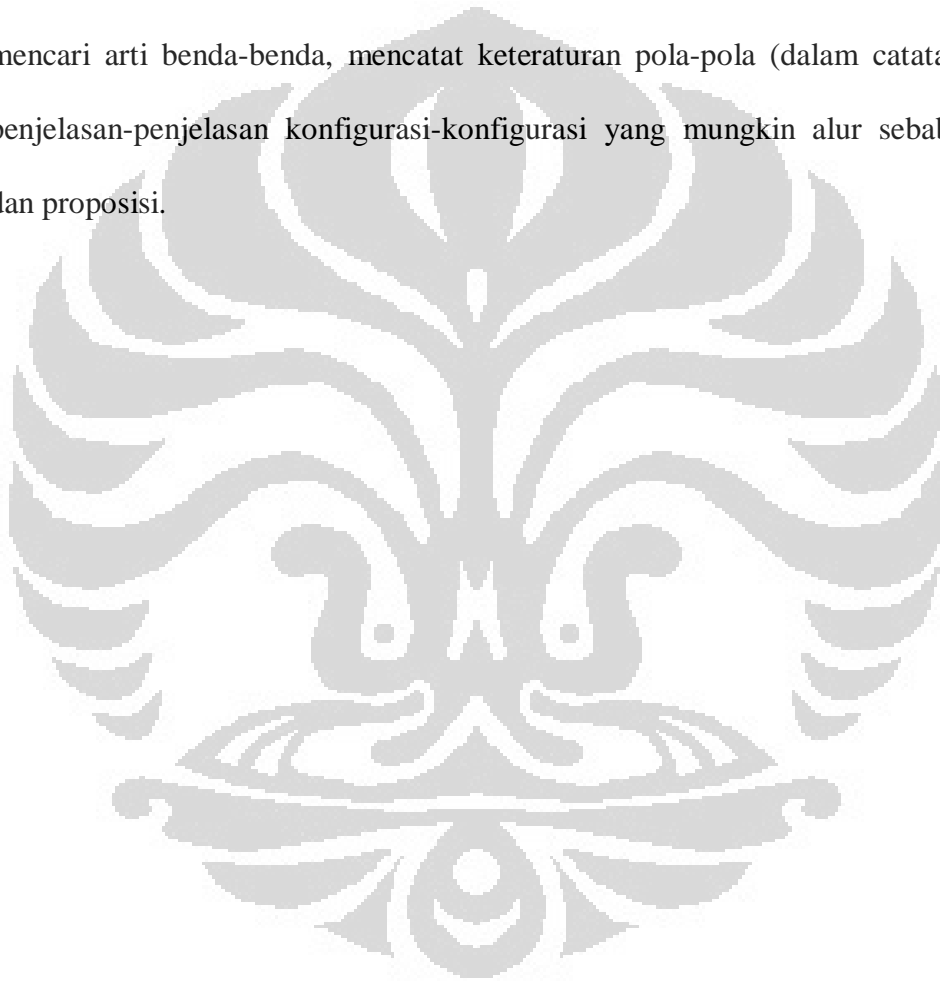 mencari arti benda-benda, mencatat keteraturan pola-pola (dalam
penjelasan-penjelasan konfigurasi-konfigurasi yang mungkin alur sebab
dan proposisi.